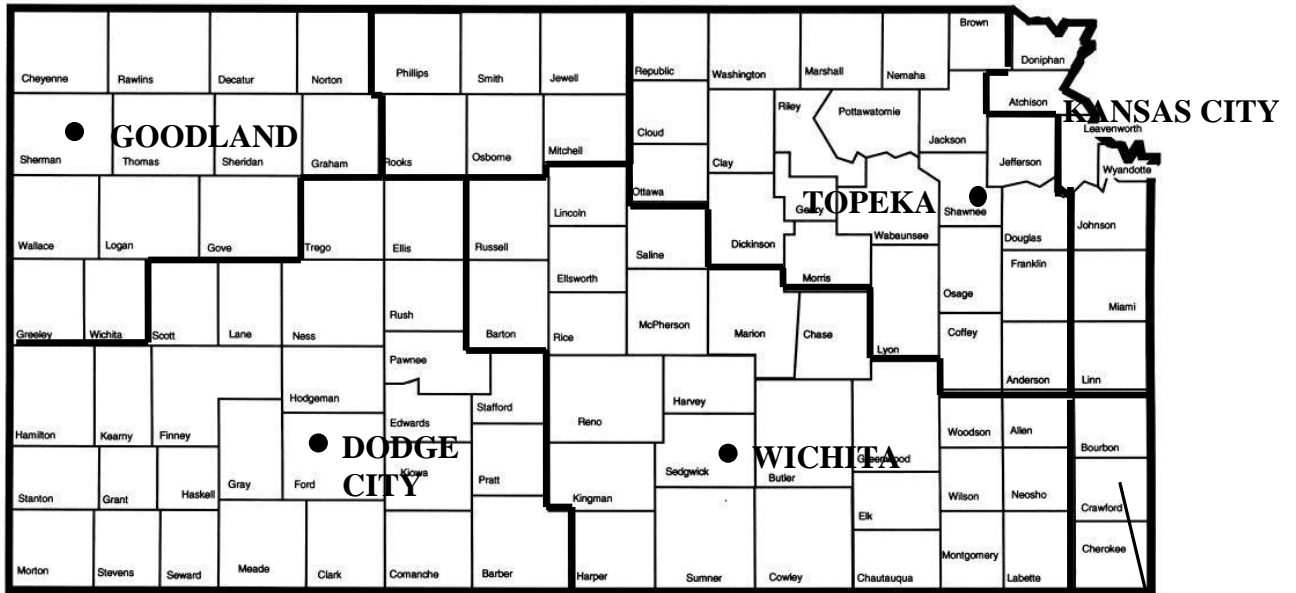 Brown
Cheyenne
Rawlins
Decatur
Norton
Phillips
Smith
Jewell
Republic
Washington
Marshall
Nemaha
Doniphan
Atchison
KANSAS CITY
Riley
Pottawatomie
Leavenworth
GOODLAND
Cloud
Jackson
Sherman
Thomas
Sheridan
Graham
Rooks
Osborne
Mitchell
Clay
Jefferson
Wyandotte
Ottawa
TOPEKA
Geary
Shawnee
Lincoln
Wallace
Logan
Gove
Trego
Ellis
Russell
Saline
Dickinson
Wabaunsee
Douglas
Johnson
Franklin
Ellsworth
Morris
Osage
Miami
Rush
Greeley
Wichita
Scott
Lane
Ness
Barton
Rice
McPherson
Marion
Chase
Lyon
Coffey
Pawnee
Anderson
Linn
Hodgeman
Stafford
Harvey
Hamilton
Kearny
Finney
Edwards
Reno
Woodson
Allen
Bourbon
DODGE
CITY
WICHITA
Greenwood
Stanton
Grant
Haskell
Gray
Ford
Kiowa
Pratt
Kingman
Sedgwick
Butler
Wilson
Neosho
Crawford
Elk
Morton
Stevens
Seward
Meade
Clark
Comanche
Barber
Harper
Sumner
Cowley
Chautauqua
Montgomery
Labette
Cherokee